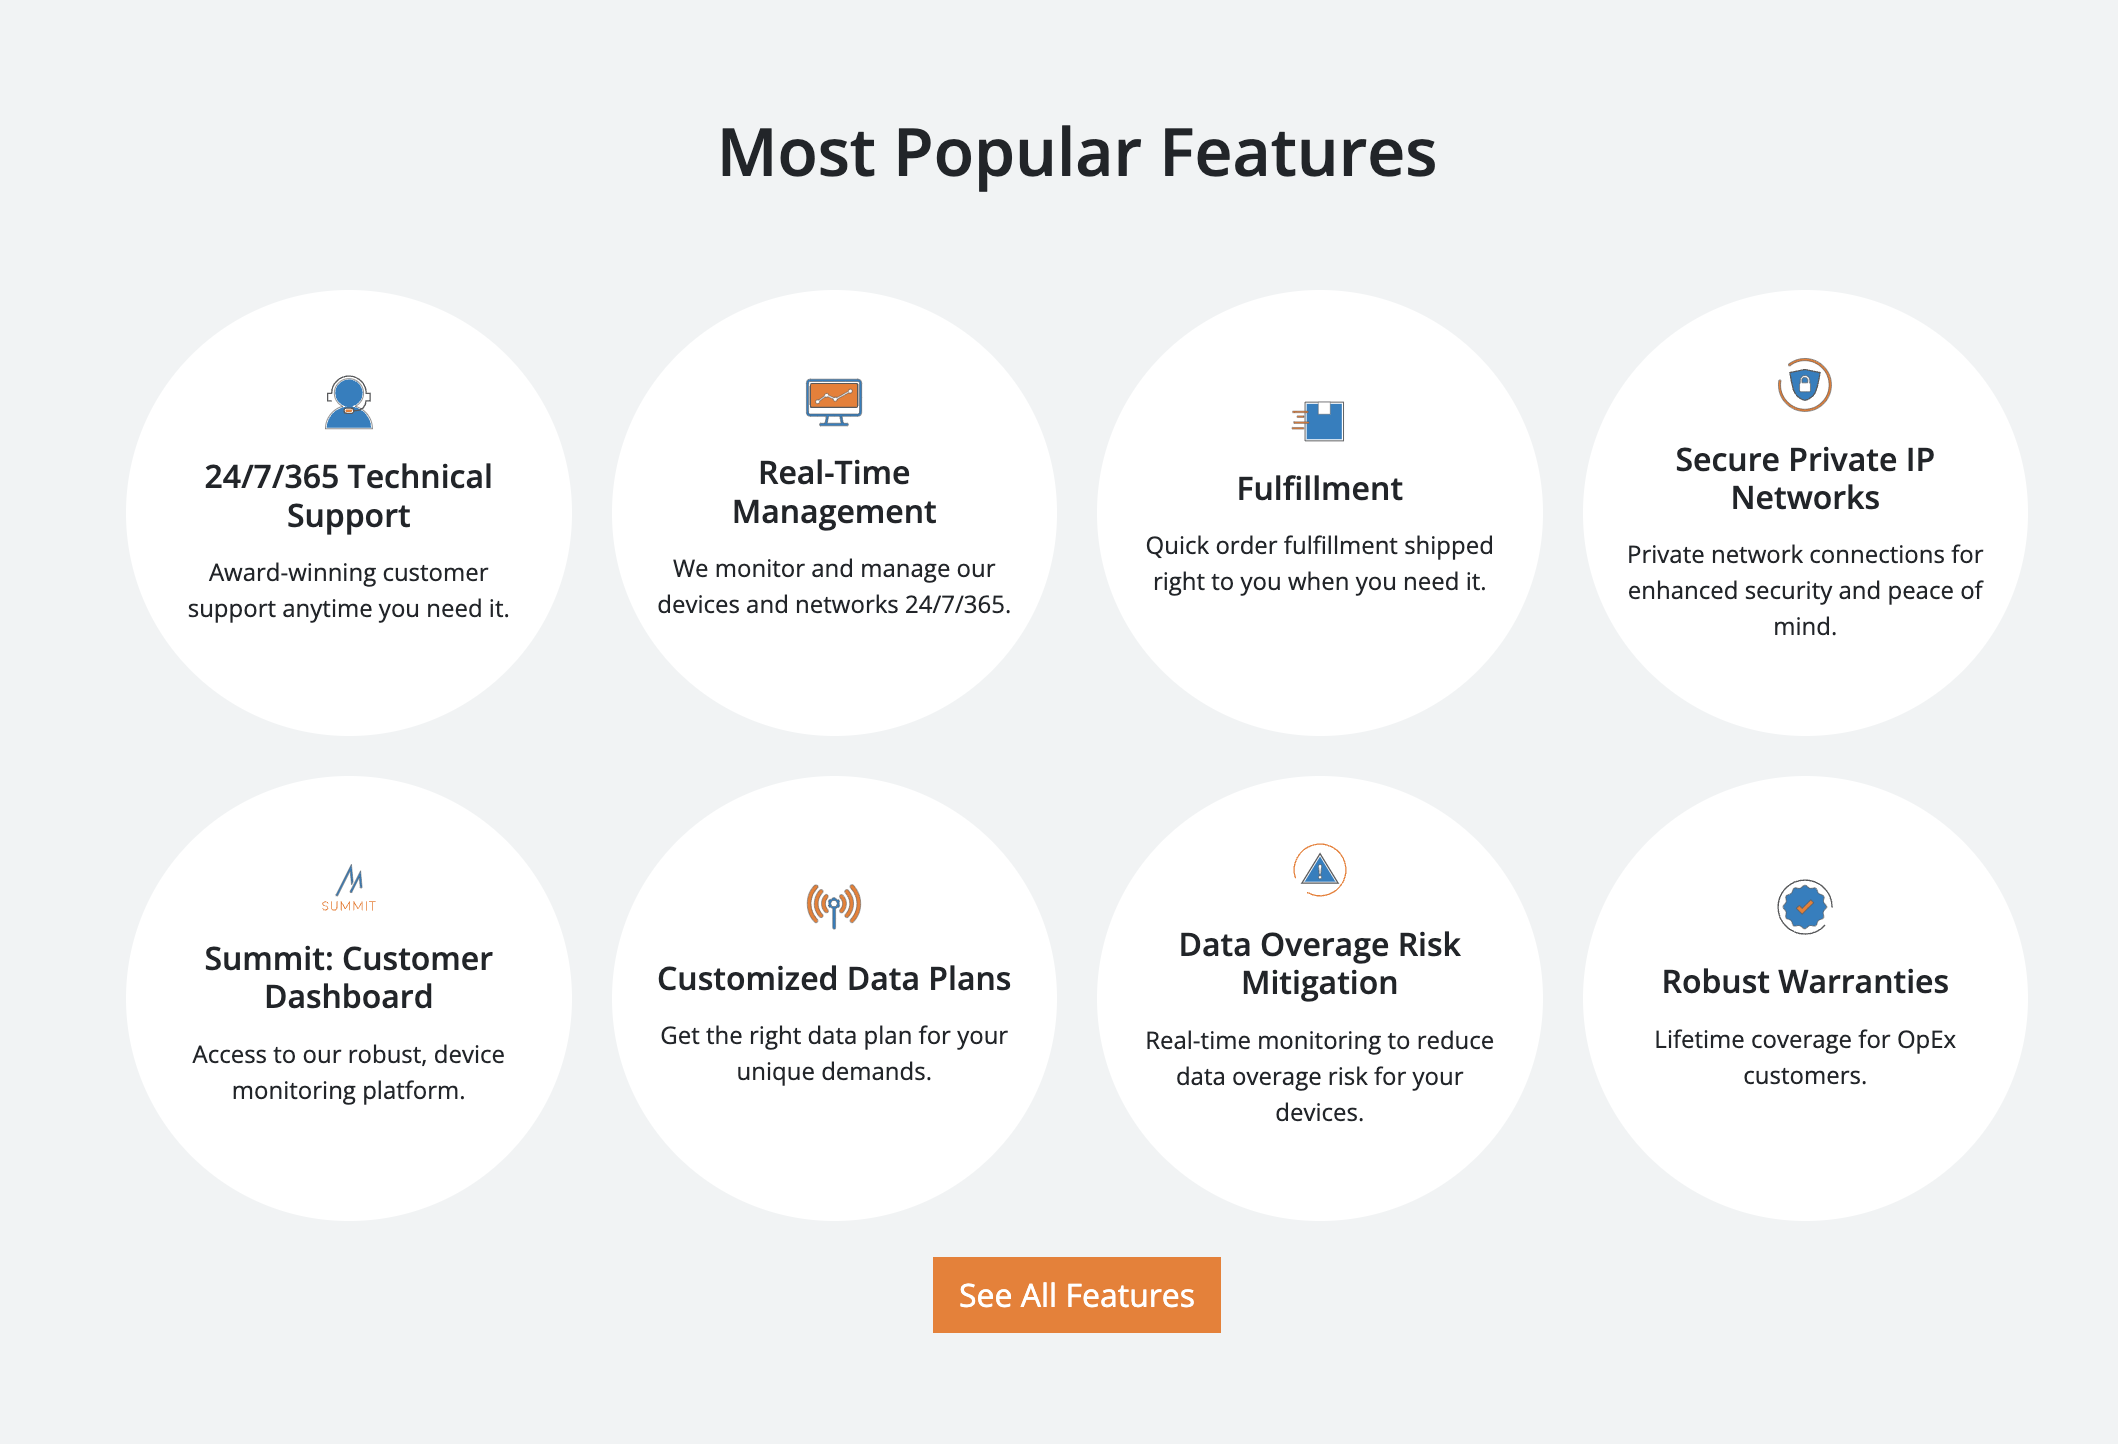 Most Popular Features
24/7/365 Technical
Support
Award-winning customer
support anytime you need it.
Real-Time
Management
We monitor and manage our
devices and networks 24/7/365.
Fulfillment
Quick order fulfillment shipped
right to you when you need it.
Secure Private IP
Networks
Private network connections for
enhanced security and peace of
mind.
SUMMIT
Summit: Customer
Dashboard
Access to our robust, device
monitoring platform.
Customized Data Plans
Get the right data plan for your
unique demands.
Data Overage Risk
Mitigation
Real-time monitoring to reduce
data overage risk for your
devices.
Robust Warranties
Lifetime coverage for OpEx
customers.
See All Features